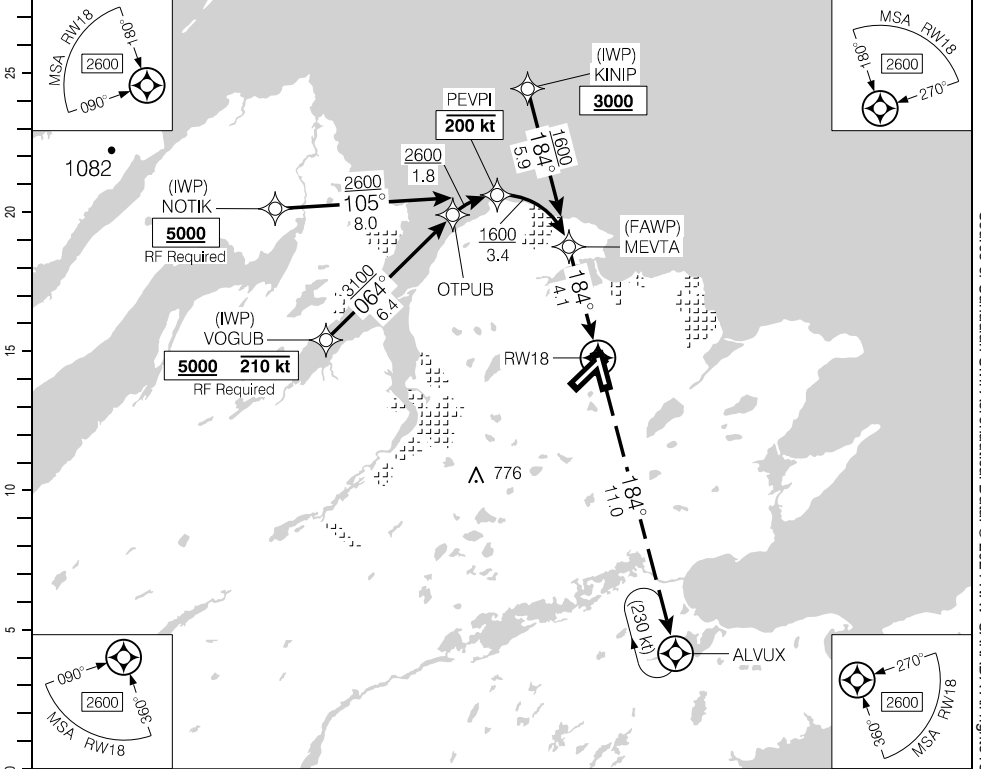 MSA RW18
180°
2600
090°
MSA RW18
180°
2600
270°
(IWP)
KINIP
3000
PEVPI
200 kt
1600
184°
5.9
1082
2600
1.8
(IWP)
NOTIK
5000
RF Required
2600
105°
8.0
1600
3.4
(FAWP)
MEVTA
OTPUB
3100
064°
6.4
184°
4.1
(IWP)
VOGUB
5000 210 kt
RF Required
RW18
776
184°
11.0
(230 kt)
ALVUX
090°
2600
360°
MSA RW18
270°
2600
360°
MSA RW18
25
20
15
10
5
0